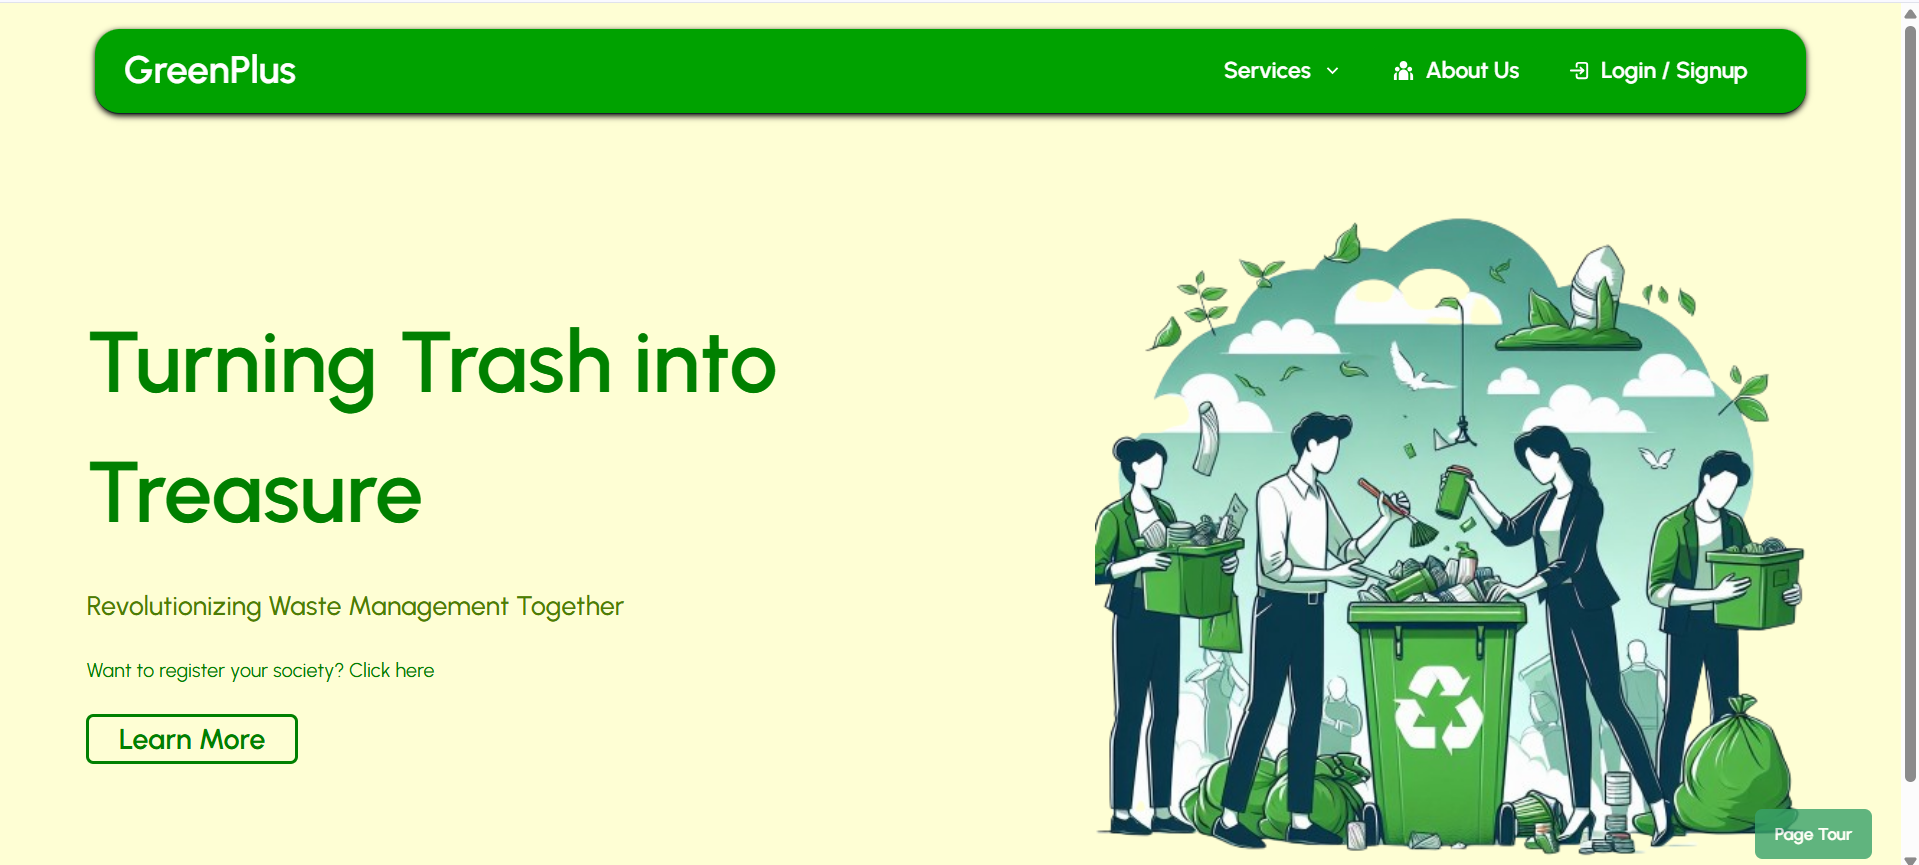 GreenPlus
Services
About Us
Login / Signup
Turning Trash into
Treasure
Revolutionizing Waste Management Together
Want to register your society? Click here
Learn More
Page Tour